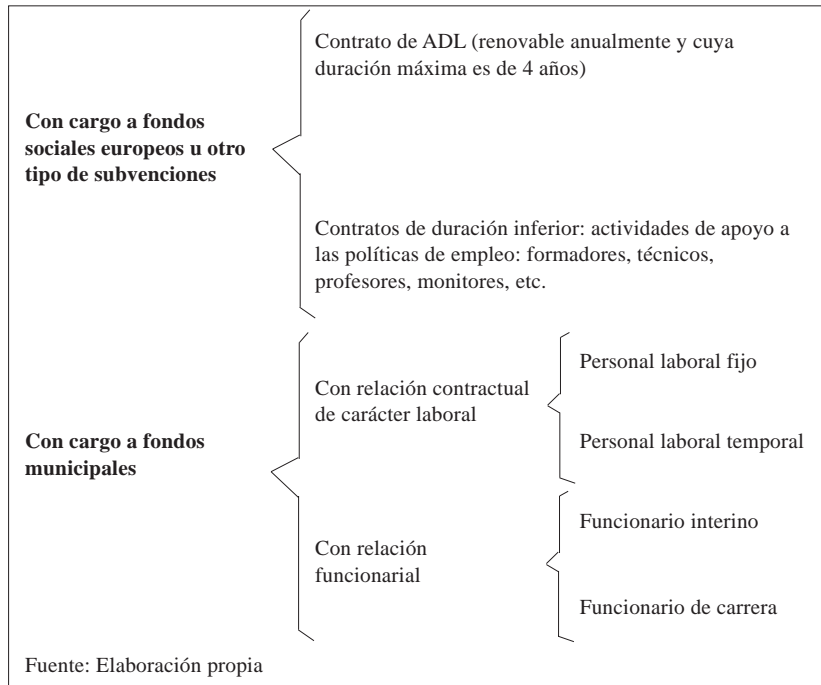 Contrato de ADL (renovable anualmente y cuya
duración máxima es de 4 años)
Con cargo a fondos
sociales europeos u otro
tipo de subvenciones
Contratos de duración inferior: actividades de apoyo a
las políticas de empleo: formadores, técnicos,
profesores, monitores, etc.
Con cargo a fondos
municipales
Con relación contractual
de carácter laboral
Personal laboral fijo
Personal laboral temporal
Con relación
funcionarial
Funcionario interino
Funcionario de carrera
Fuente: Elaboración propia